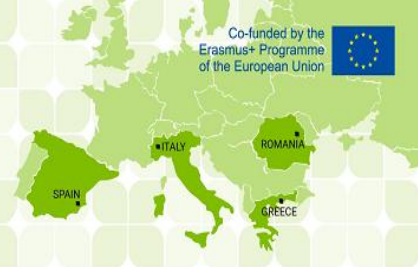 Co-funded by the
Erasmus+ Programme
of the European Union
ITALY
ROMANIA
SPAIN
GREECE